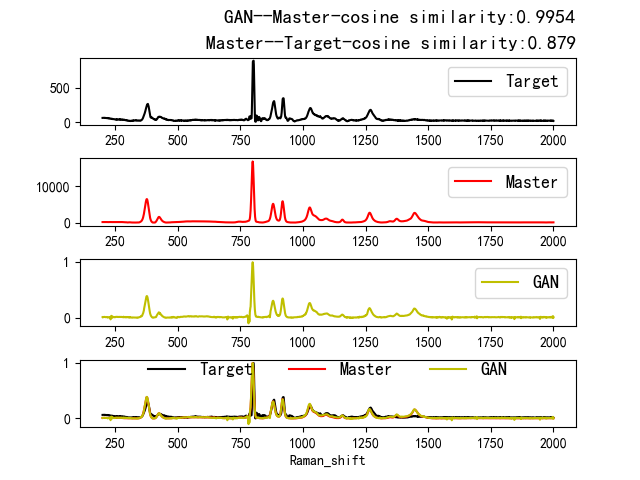 GAN--Master-cosine similarity:0.9954
Master--Target-cosine similarity:0.879
500
0
Target
250 500 750 1000 1250 1500 1750 2000
10000
0
Master
250 500 750 1000 1250 1500 1750 2000
1
0
GAN
250 500 750 1000 1250 1500 1750 2000
1
0
Target Master GAN
250 500 750 1000 1250 1500 1750 2000
Raman_shift